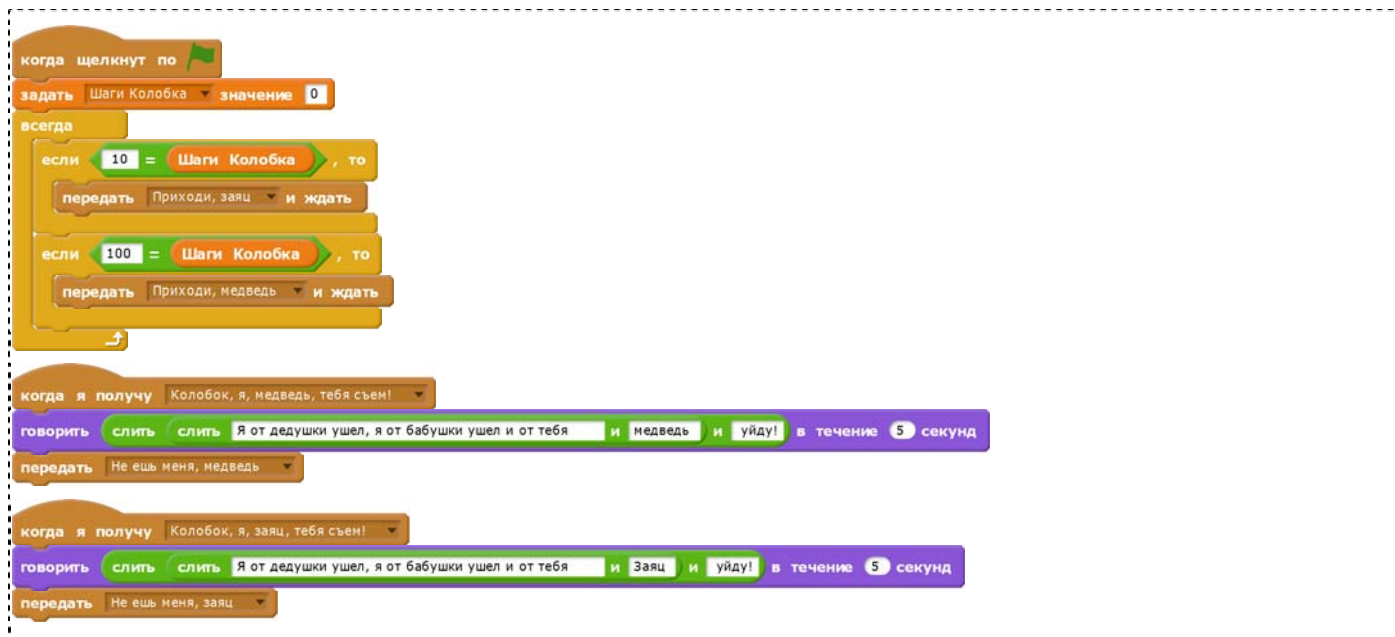 когда щелкнут по
задать Шаги Колобка значение 0
всегда
если 10 = Шаги Колобка , то
передать Приходи, заяц и ждать
если 100 = Шаги Колобка , то
передать Приходи, медведь и ждать
когда я получу Колобок, я, медведь, тебя съем!
говорить слить слить Я от дедушки ушел, я от бабушки ушел и от тебя и медведь и уйду! в течение 5 секунд
передать Не ешь меня, медведь
когда я получу Колобок, я, заяц, тебя съем!
говорить слить слить Я от дедушки ушел, я от бабушки ушел и от тебя и Заяц и уйду! в течение 5 секунд
передать Не ешь меня, заяц